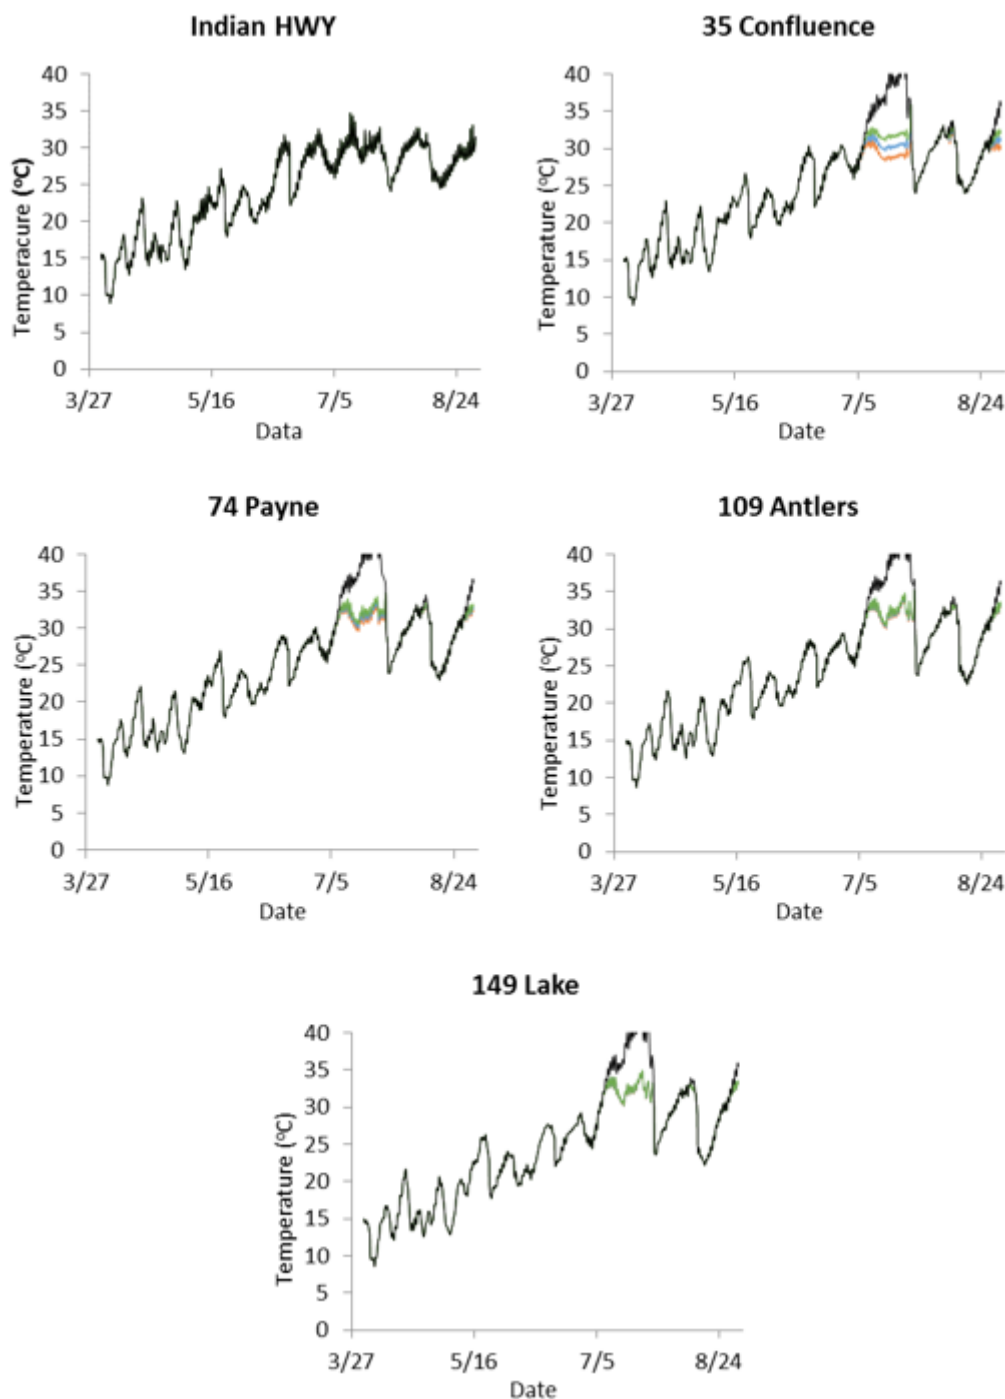 Indian HWY
40
35
30
25
20
15
10
5
0
Temperacure (ºC)
3/27 5/16 7/5 8/24
Data
35 Confluence
40
35
30
25
20
15
10
5
0
Temperature (ºC)
3/27 5/16 7/5 8/24
Date
74 Payne
40
35
30
25
20
15
10
5
0
Temperature (ºC)
3/27 5/16 7/5 8/24
Date
109 Antlers
40
35
30
25
20
15
10
5
0
Temperature (ºC)
3/27 5/16 7/5 8/24
Date
149 Lake
40
35
30
25
20
15
10
5
0
Temperature (ºC)
3/27 5/16 7/5 8/24
Date